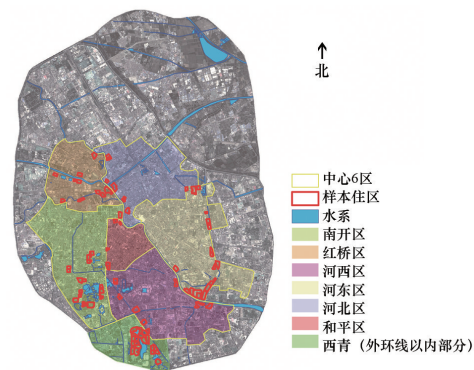 北
中心6区
样本住区
水系
南开区
红桥区
河西区
河东区
河北区
和平区
西青（外环线以内部分）